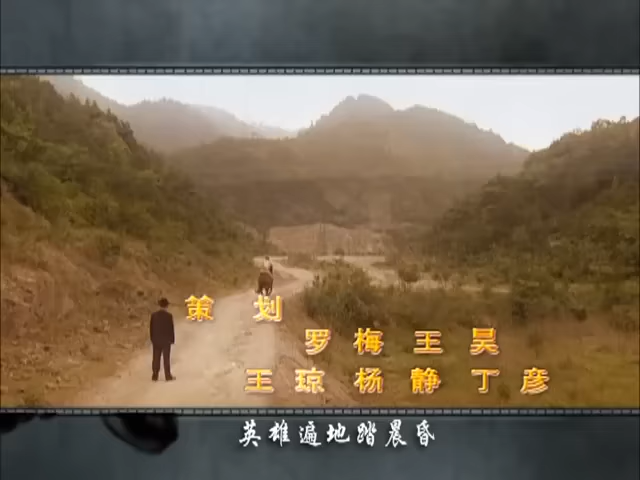 策划
罗梅 王昊
王琼 杨静 丁彦
英雄遍地踏晨昏